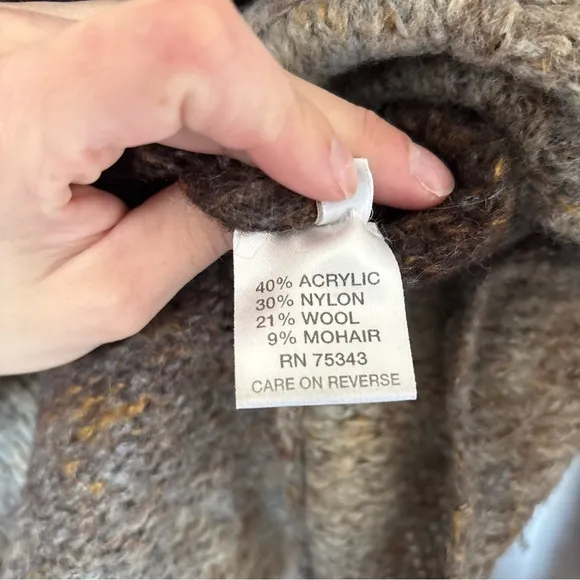 40% ACRYLIC
30% NYLON
21% WOOL
9% MOHAIR
RN 75343
CARE ON REVERSE